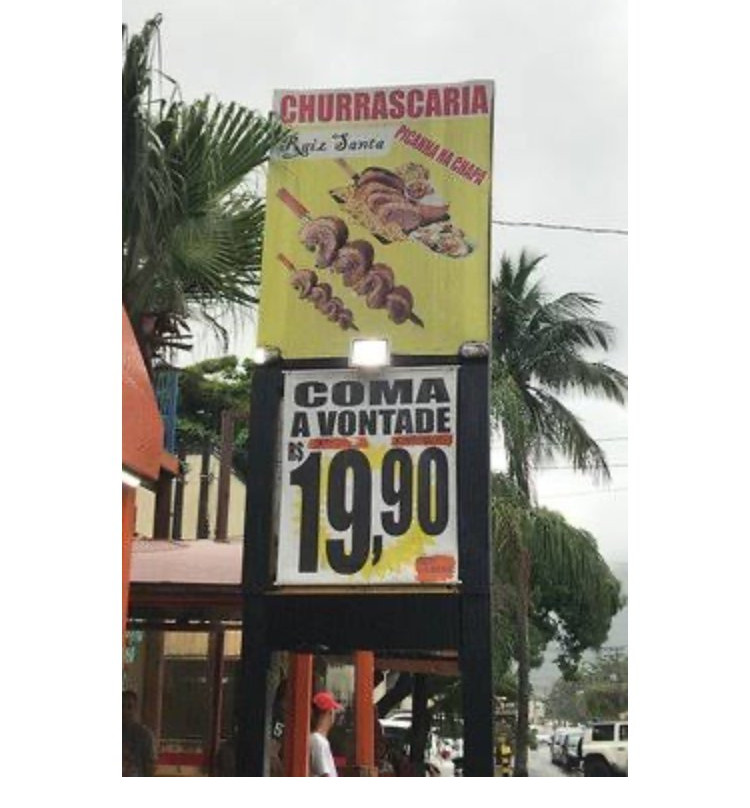 CHURRASCARIA
Raiz Santa
PICANHA NA CHAPA
COMA
A VONTADE
R$
19,90